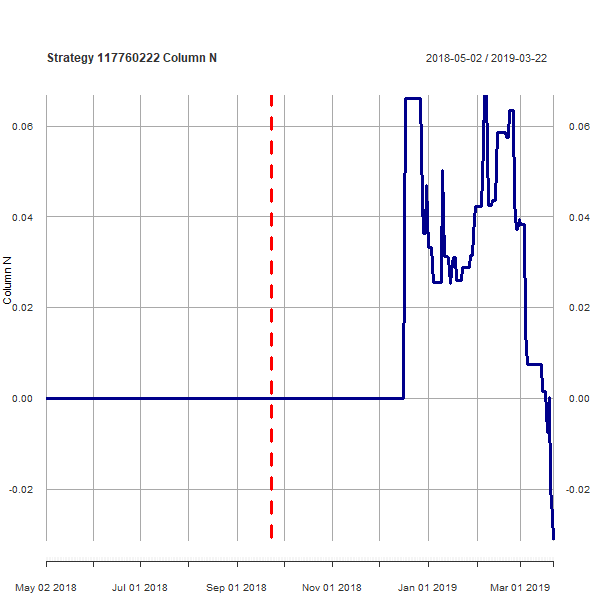 Strategy 117760222 Column N
2018-05-02 / 2019-03-22
0.06
0.06
0.04
0.04
0.02
0.02
0.00
0.00
-0.02
-0.02
Column N
May 02 2018
Jul 01 2018
Sep 01 2018
Nov 01 2018
Jan 01 2019
Mar 01 2019